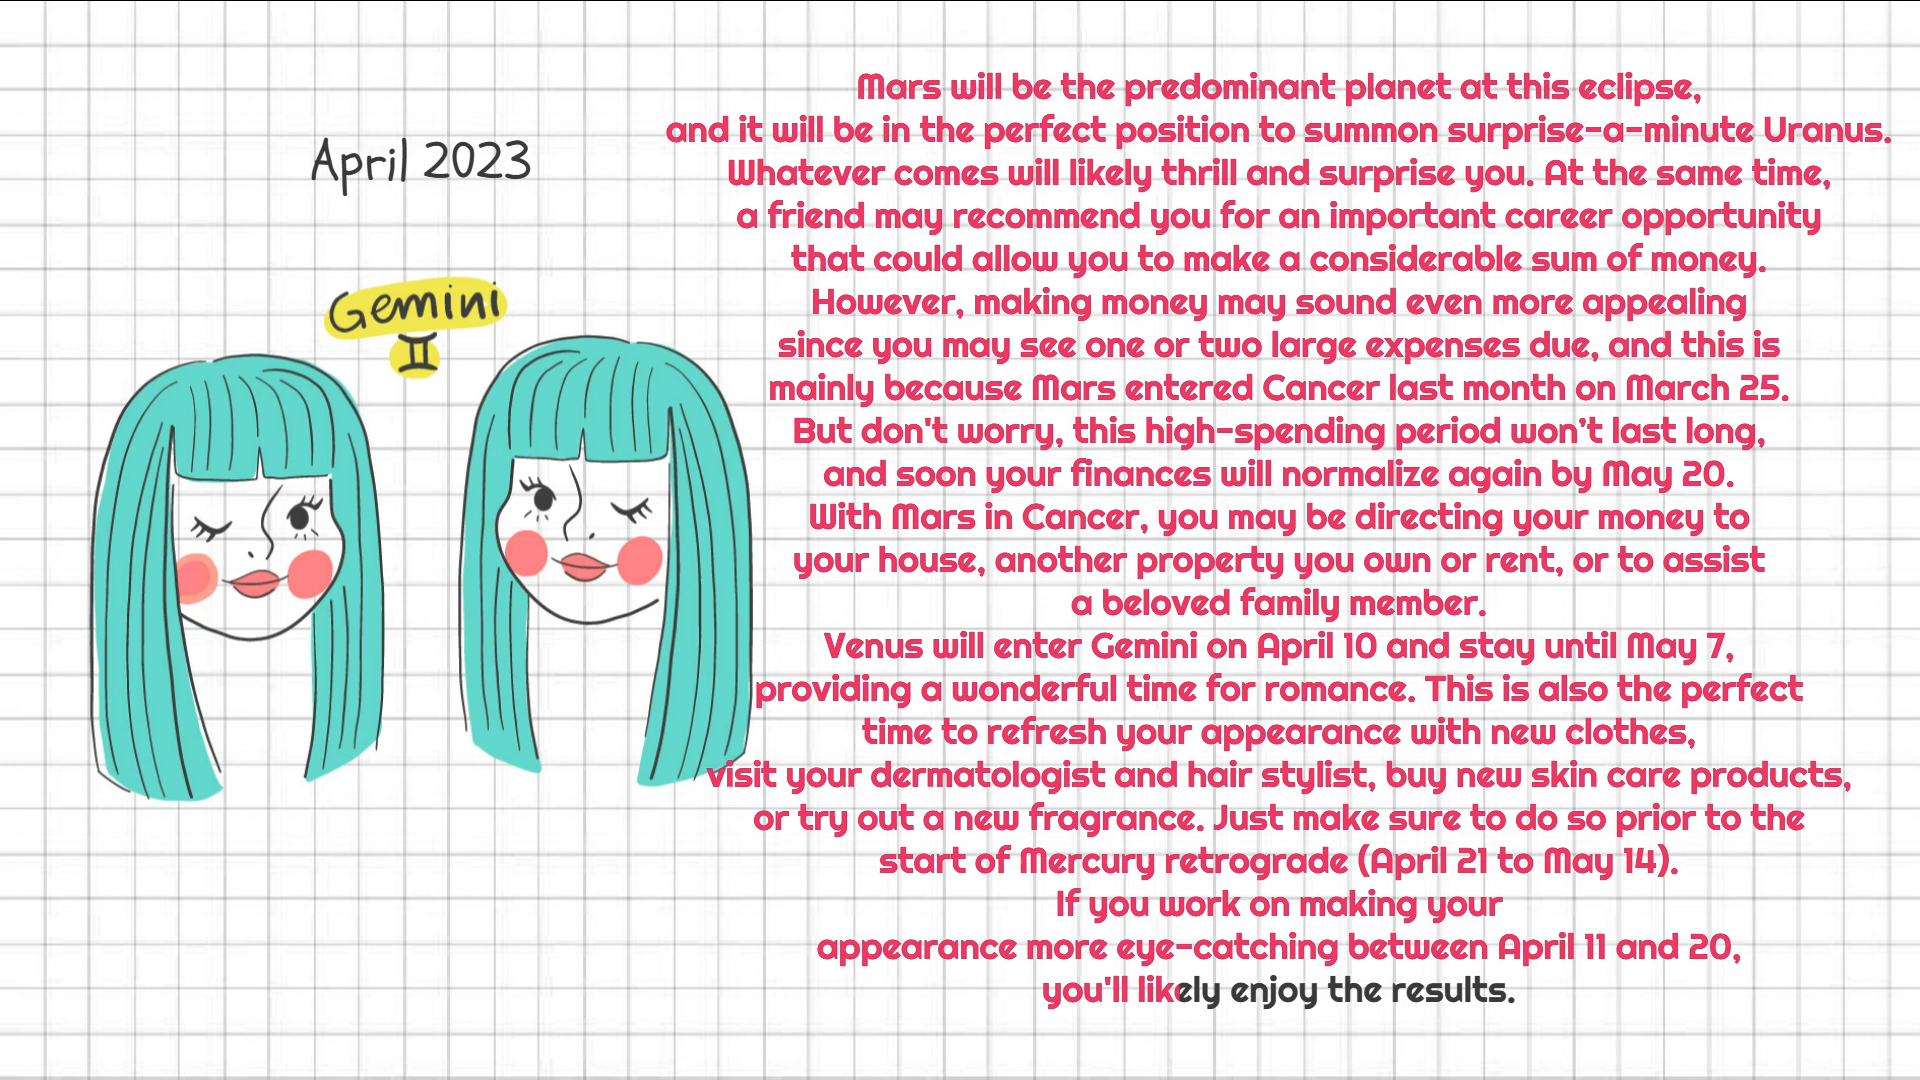 April 2023
Gemini
Mars will be the predominant planet at this eclipse,
and it will be in the perfect position to summon surprise-a-minute Uranus.
Whatever comes will likely thrill and surprise you. At the same time,
a friend may recommend you for an important career opportunity
that could allow you to make a considerable sum of money.
However, making money may sound even more appealing
since you may see one or two large expenses due, and this is
mainly because Mars entered Cancer last month on March 25.
But don't worry, this high-spending period won’t last long,
and soon your finances will normalize again by May 20.
With Mars in Cancer, you may be directing your money to
your house, another property you own or rent, or to assist
a beloved family member.
Venus will enter Gemini on April 10 and stay until May 7,
providing a wonderful time for romance. This is also the perfect
time to refresh your appearance with new clothes,
visit your dermatologist and hair stylist, buy new skin care products,
or try out a new fragrance. Just make sure to do so prior to the
start of Mercury retrograde (April 21 to May 14).
If you work on making your
appearance more eye-catching between April 11 and 20,
you'll likely enjoy the results.